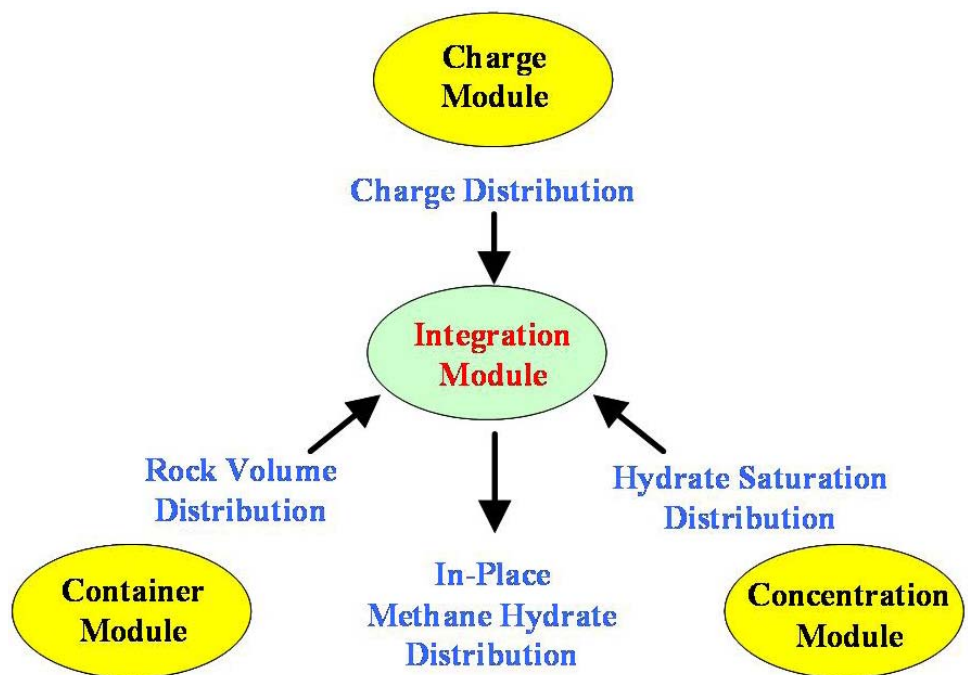 Charge
Module
Charge Distribution
Integration
Module
Rock Volume
Distribution
Hydrate Saturation
Distribution
Container
Module
In-Place
Methane Hydrate
Distribution
Concentration
Module